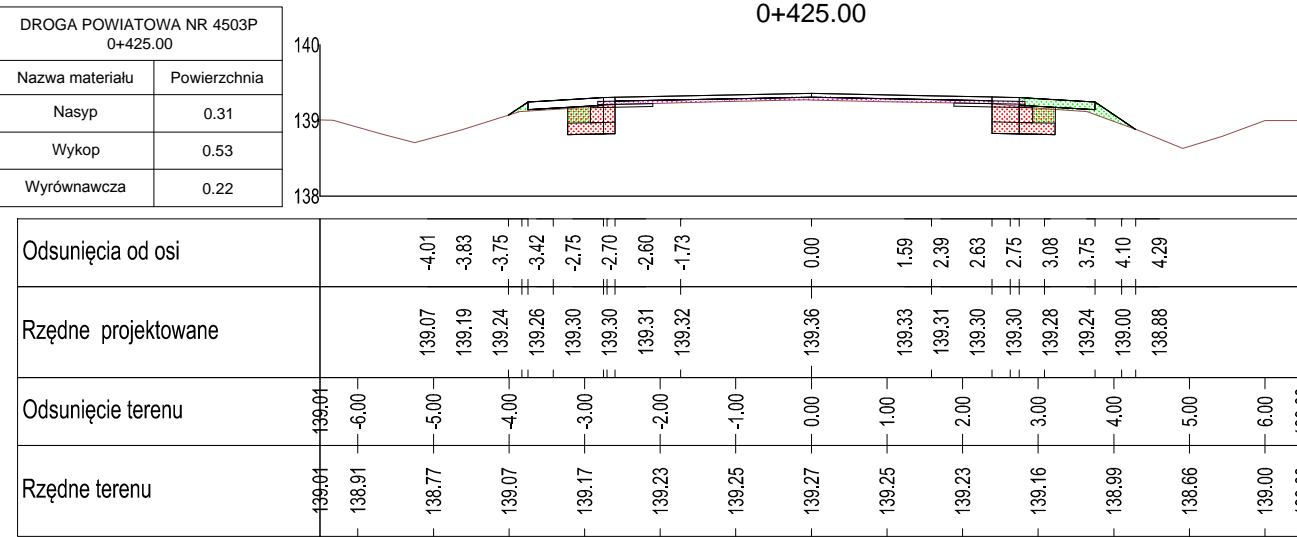 0+425.00
DROGA POWIATOWA NR 4503P
0+425.00
Nazwa materiału Powierzchnia
Nasyp 0.31
Wykop 0.53
Wyrównawcza 0.22
140
139
138
Odsunięcia od osi -4.01 -3.83 -3.75 -3.42 -2.75 -2.70 -2.60 -1.73 0.00 1.59 2.39 2.63 2.75 3.08 3.75 4.10 4.29
Rzędne projektowane 139.07 139.19 139.24 139.26 139.30 139.30 139.31 139.32 139.36 139.33 139.31 139.30 139.30 139.28 139.24 139.00 138.88
Odsunięcie terenu 139.01 -6.00 -5.00 -4.00 -3.00 -2.00 -1.00 0.00 1.00 2.00 3.00 4.00 5.00 6.00
Rzędne terenu 139.01 138.91 138.77 139.07 139.17 139.23 139.25 139.27 139.25 139.23 139.16 138.99 138.66 139.00